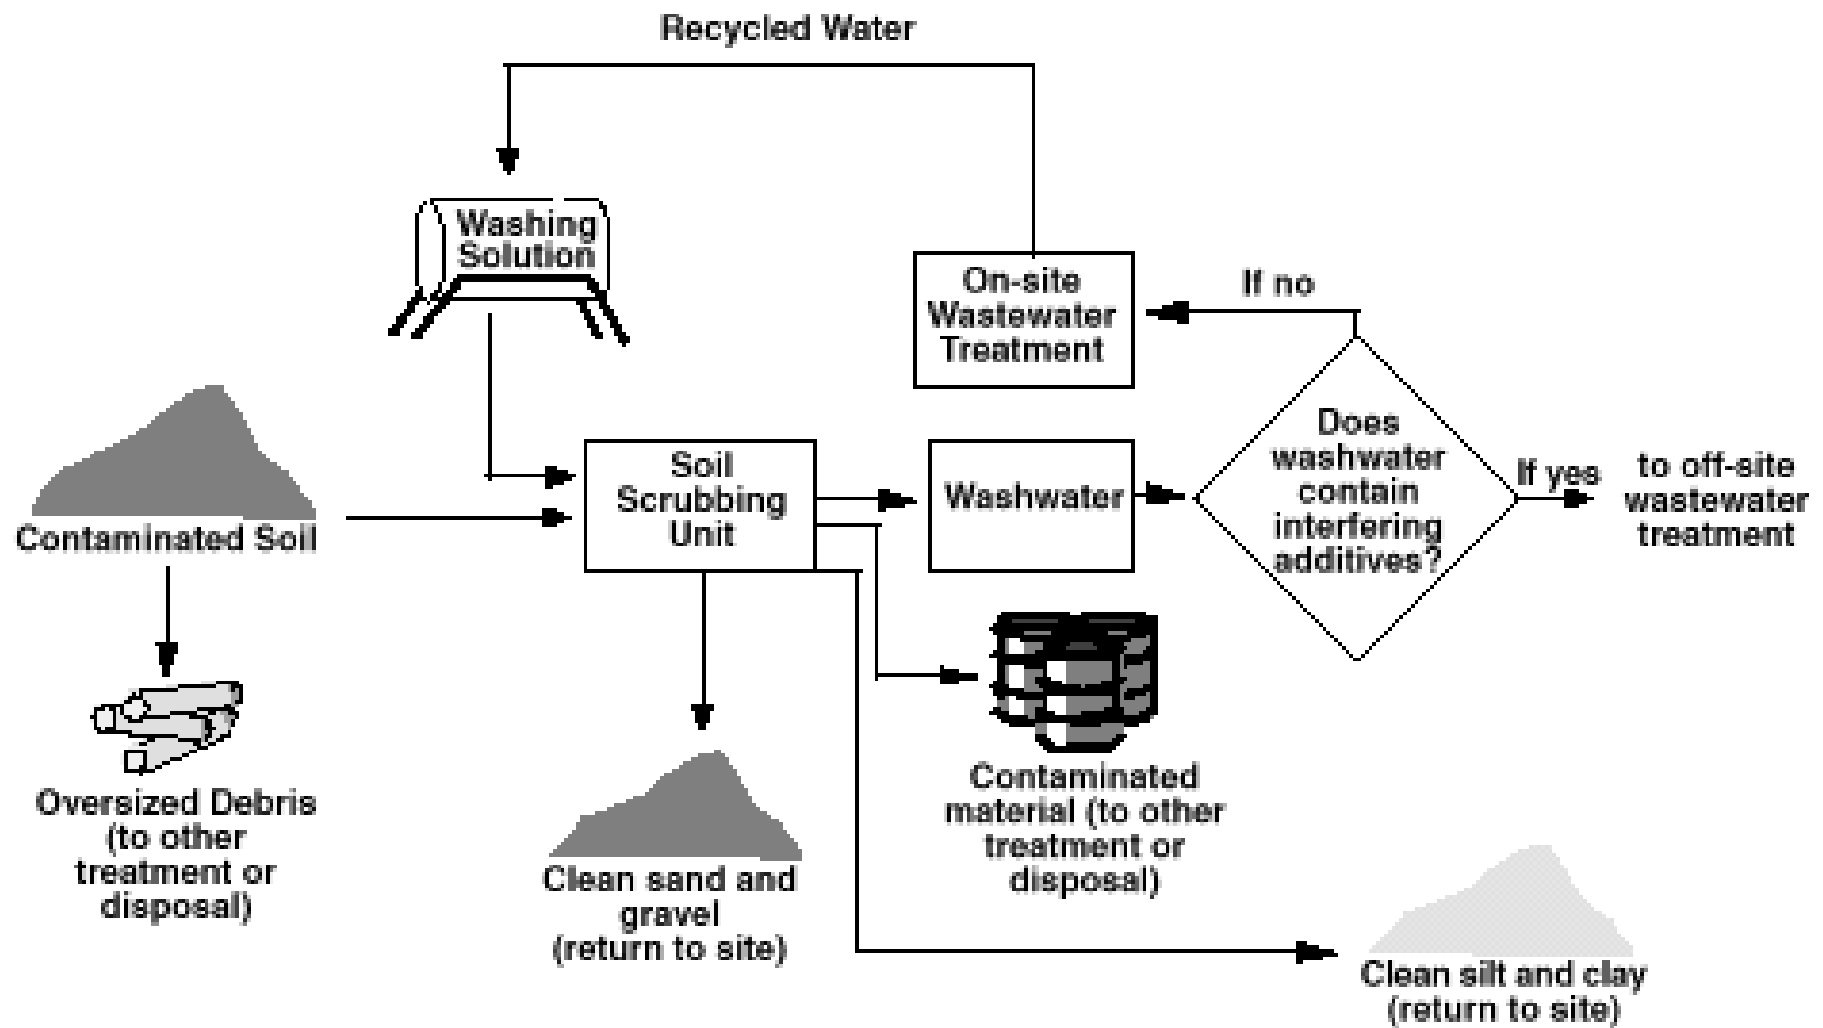 Recycled Water
Washing
Solution
On-site
Wastewater
Treatment
If no
Contaminated Soil
Soil
Scrubbing
Unit
Washwater
Does
washwater
contain
interfering
additives?
If yes
to off-site
wastewater
treatment
Oversized Debris
(to other
treatment or
disposal)
Clean sand and
gravel
(return to site)
Contaminated
material (to other
treatment or
disposal)
Clean silt and clay
(return to site)